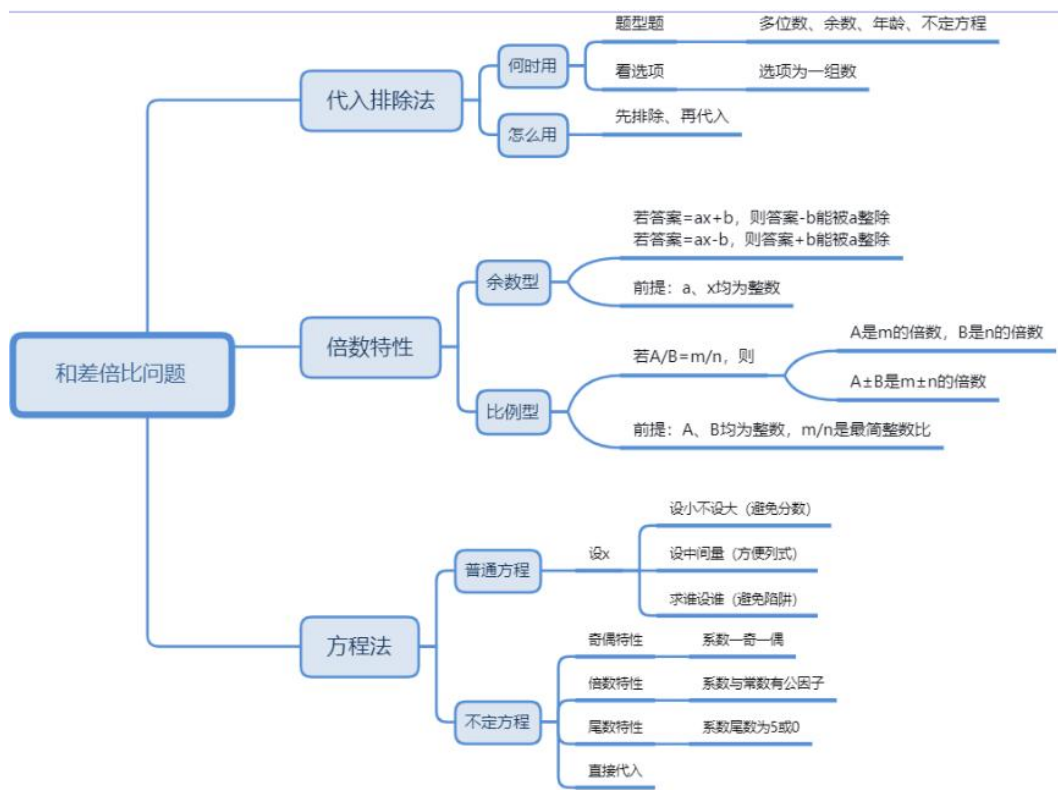 和差倍比问题
代入排除法
何时用
题型题
多位数、余数、年龄、不定方程
看选项
选项为一组数
怎么用
先排除、再代入
倍数特性
余数型
若答案=ax+b，则答案-b能被a整除
若答案=ax-b，则答案+b能被a整除
前提：a、x均为整数
比例型
若A/B=m/n，则
A是m的倍数，B是n的倍数
A±B是m±n的倍数
前提：A、B均为整数，m/n是最简整数比
方程法
普通方程
设x
设小不设大（避免分数）
设中间量（方便列式）
求谁设谁（避免陷阱）
不定方程
奇偶特性
系数一奇一偶
倍数特性
系数与常数有公因子
尾数特性
系数尾数为5或0
直接代入